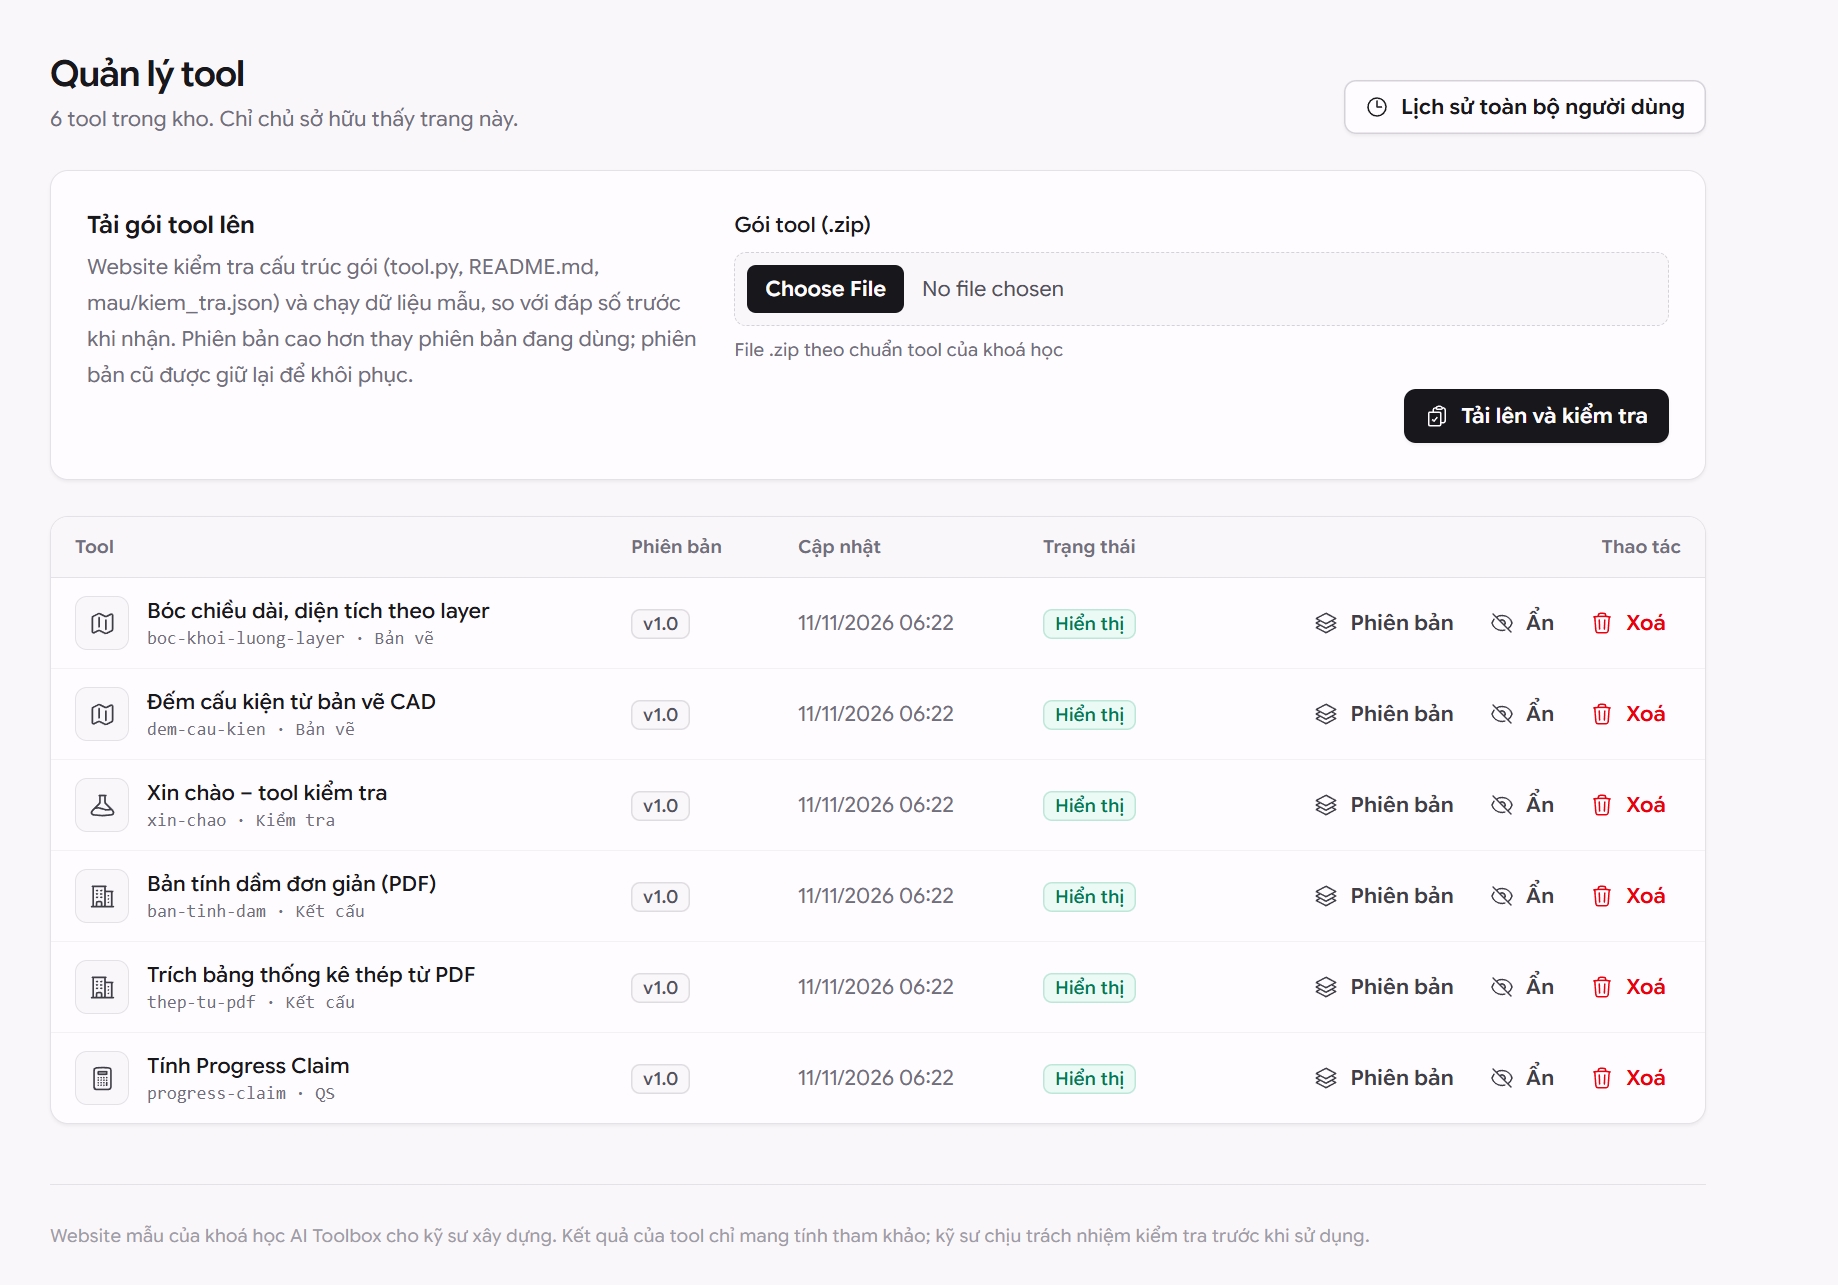 Quản lý tool
6 tool trong kho. Chỉ chủ sở hữu thấy trang này.
Lịch sử toàn bộ người dùng
Tải gói tool lên
Website kiểm tra cấu trúc gói (tool.py, README.md,
mau/kiem_tra.json) và chạy dữ liệu mẫu, so với đáp số trước
khi nhận. Phiên bản cao hơn thay phiên bản đang dùng; phiên
bản cũ được giữ lại để khôi phục.
Gói tool (.zip)
Choose File No file chosen
File .zip theo chuẩn tool của khoá học
Tải lên và kiểm tra
Tool Phiên bản Cập nhật Trạng thái Thao tác
Bóc chiều dài, diện tích theo layer
boc-khoi-luong-layer · Bản vẽ
v1.0 11/11/2026 06:22 Hiển thị Phiên bản Ẩn Xoá
Đếm cấu kiện từ bản vẽ CAD
dem-cau-kien · Bản vẽ
v1.0 11/11/2026 06:22 Hiển thị Phiên bản Ẩn Xoá
Xin chào – tool kiểm tra
xin-chao · Kiểm tra
v1.0 11/11/2026 06:22 Hiển thị Phiên bản Ẩn Xoá
Bản tính dầm đơn giản (PDF)
ban-tinh-dam · Kết cấu
v1.0 11/11/2026 06:22 Hiển thị Phiên bản Ẩn Xoá
Trích bảng thống kê thép từ PDF
thep-tu-pdf · Kết cấu
v1.0 11/11/2026 06:22 Hiển thị Phiên bản Ẩn Xoá
Tính Progress Claim
progress-claim · QS
v1.0 11/11/2026 06:22 Hiển thị Phiên bản Ẩn Xoá
Website mẫu của khoá học AI Toolbox cho kỹ sư xây dựng. Kết quả của tool chỉ mang tính tham khảo; kỹ sư chịu trách nhiệm kiểm tra trước khi sử dụng.